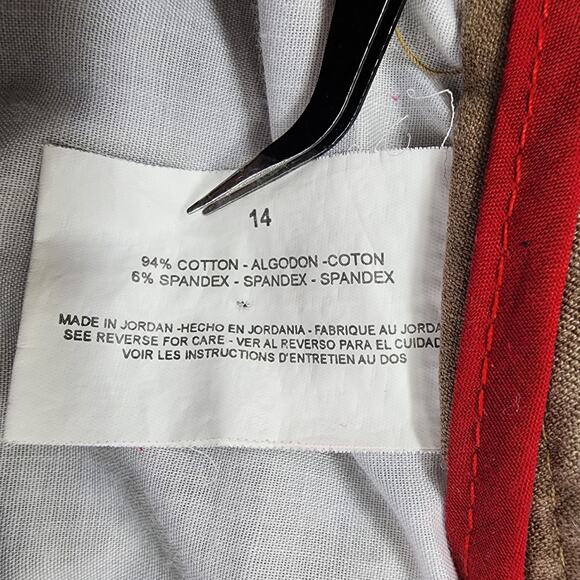 14
94% COTTON - ALGODON -COTON
6% SPANDEX - SPANDEX - SPANDEX
MADE IN JORDAN -HECHO EN JORDANIA - FABRIQUE AU JORDA
SEE REVERSE FOR CARE - VER AL REVERSO PARA EL CUIDAD
VOIR LES INSTRUCTIONS D'ENTRETIEN AU DOS